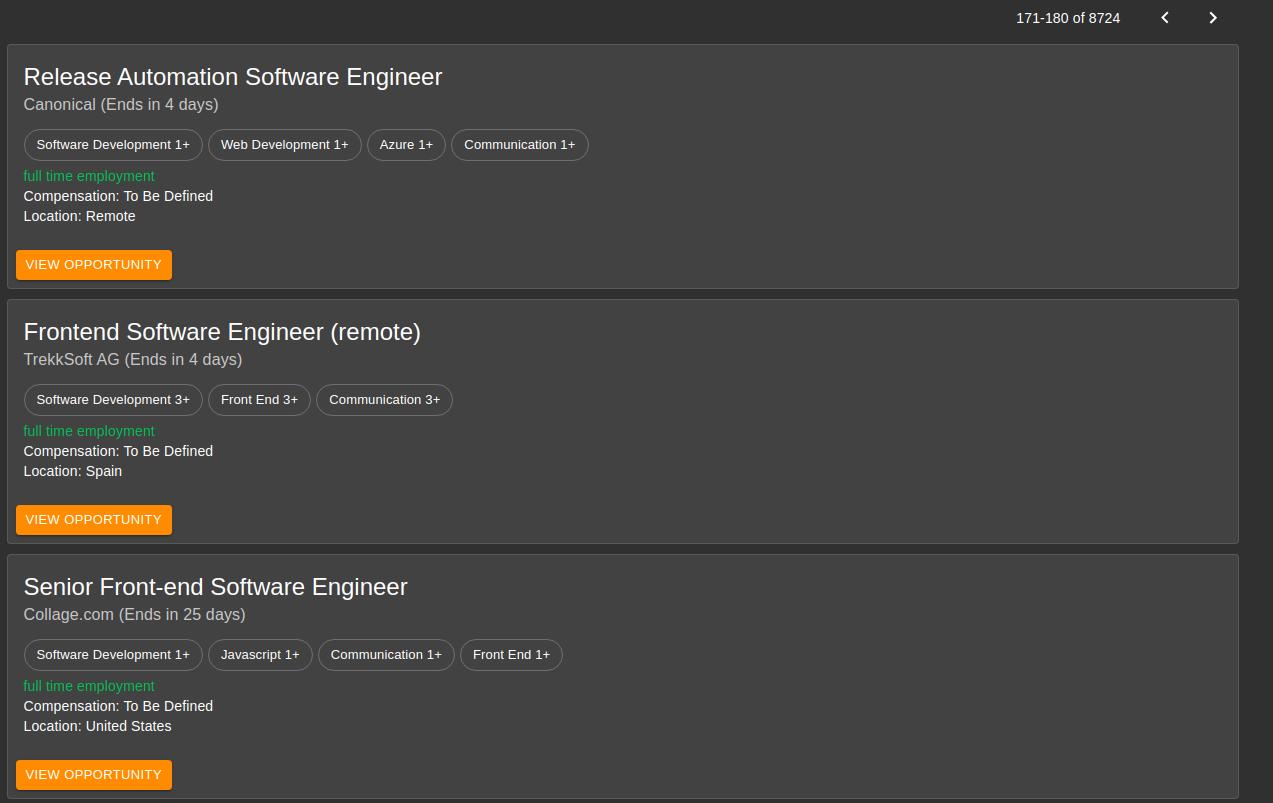 171-180 of 8724
Release Automation Software Engineer
Canonical (Ends in 4 days)
Software Development 1+ Web Development 1+ Azure 1+ Communication 1+
full time employment
Compensation: To Be Defined
Location: Remote
VIEW OPPORTUNITY
Frontend Software Engineer (remote)
TrekkSoft AG (Ends in 4 days)
Software Development 3+ Front End 3+ Communication 3+
full time employment
Compensation: To Be Defined
Location: Spain
VIEW OPPORTUNITY
Senior Front-end Software Engineer
Collage.com (Ends in 25 days)
Software Development 1+ Javascript 1+ Communication 1+ Front End 1+
full time employment
Compensation: To Be Defined
Location: United States
VIEW OPPORTUNITY